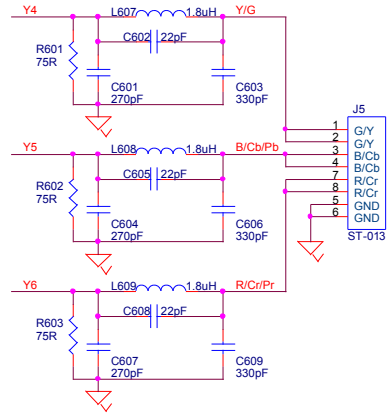 Y4 L607 1.8uH Y/G
R601
75R
C602 22pF
C601
270pF
C603
330pF
J5
1 G/Y
2 G/Y
3 B/Cb
4 B/Cb
7 R/Cr
8 R/Cr
5 GND
6 GND
ST-013
Y5 L608 1.8uH B/Cb/Pb
R602
75R
C605 22pF
C604
270pF
C606
330pF
Y6 L609 1.8uH R/Cr/Pr
R603
75R
C608 22pF
C607
270pF
C609
330pF